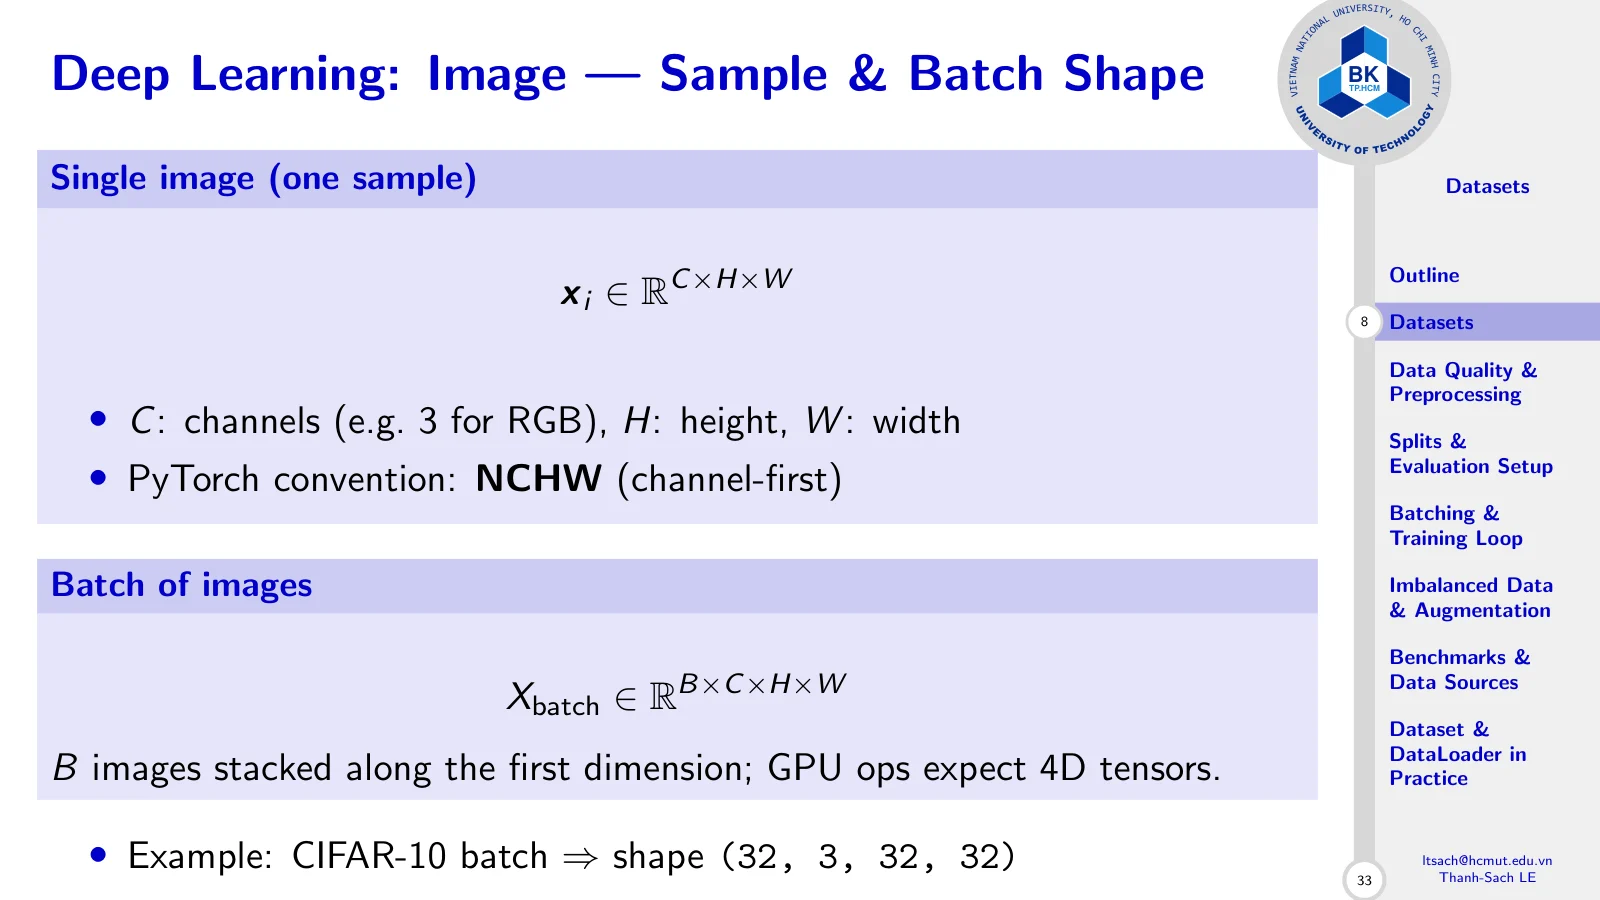 Deep Learning: Image — Sample & Batch Shape
Single image (one sample)
x_i ∈ ℝ^{C×H×W}
• C: channels (e.g. 3 for RGB), H: height, W: width
• PyTorch convention: NCHW (channel-first)
Batch of images
X_batch ∈ ℝ^{B×C×H×W}
B images stacked along the first dimension; GPU ops expect 4D tensors.
• Example: CIFAR-10 batch ⇒ shape (32, 3, 32, 32)
VIETNAM NATIONAL UNIVERSITY, HO CHI MINH CITY
BK
TP.HCM
UNIVERSITY OF TECHNOLOGY
Datasets
Outline
8
Datasets
Data Quality &
Preprocessing
Splits &
Evaluation Setup
Batching &
Training Loop
Imbalanced Data
& Augmentation
Benchmarks &
Data Sources
Dataset &
DataLoader in
Practice
ltsach@hcmut.edu.vn
Thanh-Sach LE
33